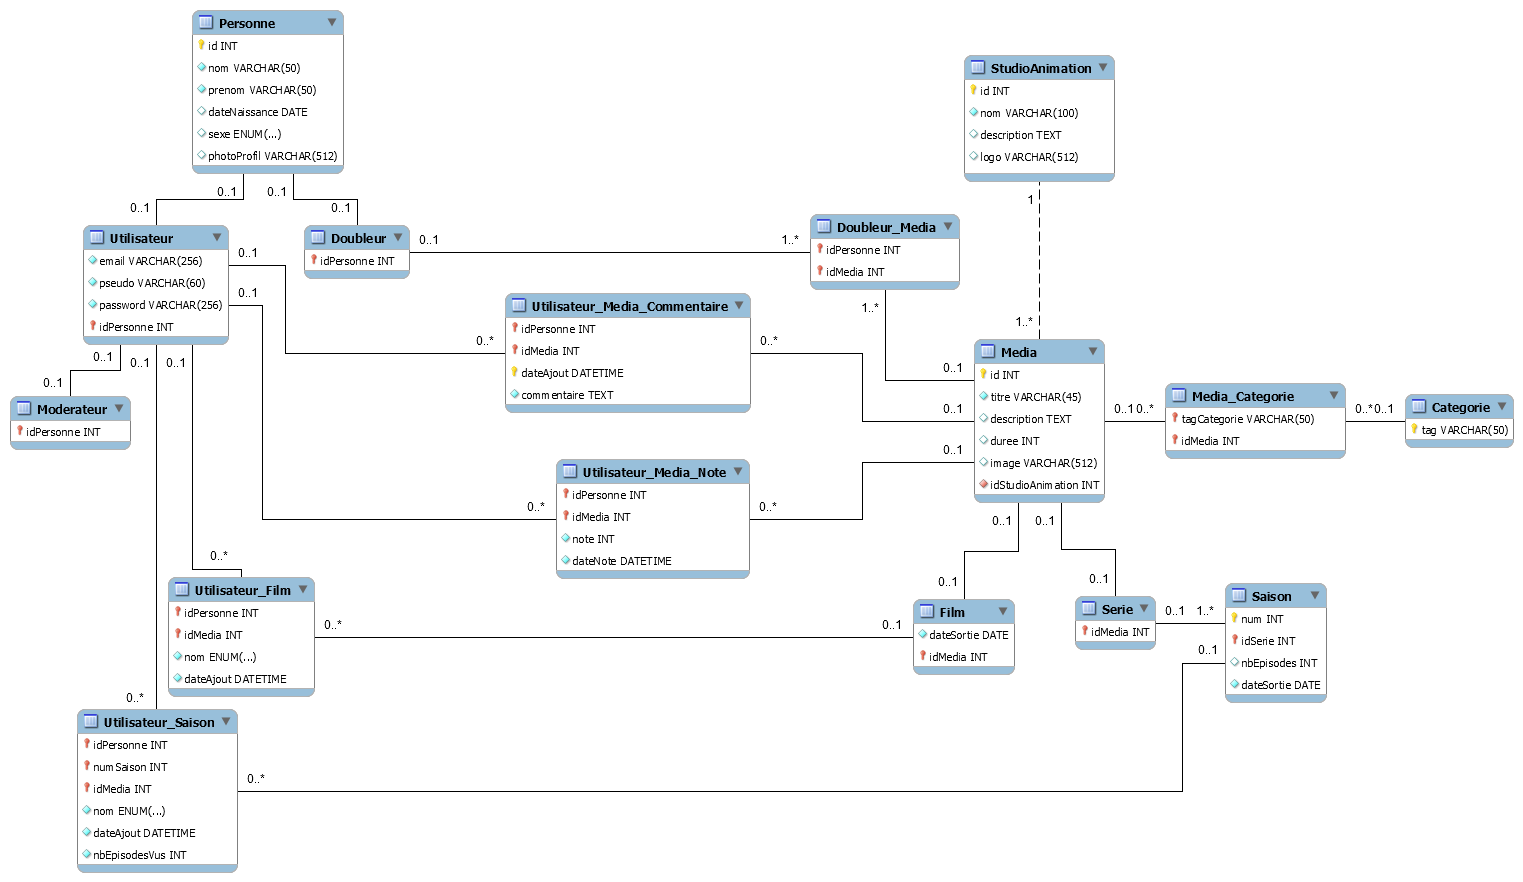 Personne
id INT
nom VARCHAR(50)
prenom VARCHAR(50)
dateNaissance DATE
sexe ENUM(...)
photoProfil VARCHAR(512)
0..1
0..1
0..1
0..1
StudioAnimation
id INT
nom VARCHAR(100)
description TEXT
logo VARCHAR(512)
1
1..*
Utilisateur
email VARCHAR(256)
pseudo VARCHAR(60)
password VARCHAR(256)
idPersonne INT
0..1
0..1
0..1
0..1
0..1
Doubleur
idPersonne INT
0..1
1..*
Doubleur_Media
idPersonne INT
idMedia INT
1..*
0..1
Utilisateur_Media_Commentaire
idPersonne INT
idMedia INT
dateAjout DATETIME
commentaire TEXT
0..*
0..*
0..1
Media
id INT
titre VARCHAR(45)
description TEXT
duree INT
image VARCHAR(512)
idStudioAnimation INT
0..1
0..*
Media_Categorie
tagCategorie VARCHAR(50)
idMedia INT
0..*
0..1
Categorie
tag VARCHAR(50)
0..1
Moderateur
idPersonne INT
Utilisateur_Media_Note
idPersonne INT
idMedia INT
note INT
dateNote DATETIME
0..*
0..*
0..1
0..1
0..1
0..1
0..1
Utilisateur_Film
idPersonne INT
idMedia INT
nom ENUM(...)
dateAjout DATETIME
0..*
0..*
0..1
Film
dateSortie DATE
idMedia INT
Serie
idMedia INT
0..1
1..*
Saison
num INT
idSerie INT
nbEpisodes INT
dateSortie DATE
0..1
0..*
Utilisateur_Saison
idPersonne INT
numSaison INT
idMedia INT
nom ENUM(...)
dateAjout DATETIME
nbEpisodesVus INT
0..*